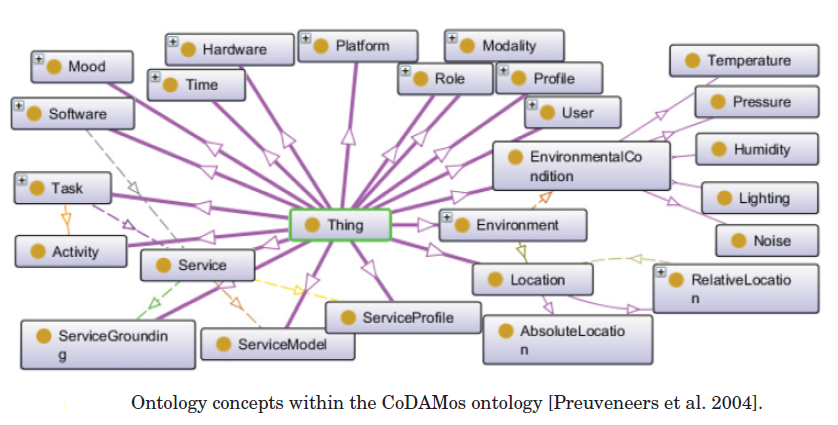 Mood
Hardware
Platform
Modality
Time
Role
Profile
Temperature
Software
User
Pressure
EnvironmentalCo
ndition
Humidity
Task
Lighting
Thing
Environment
Noise
Activity
Service
Location
RelativeLocatio
n
ServiceGroundin
g
ServiceModel
ServiceProfile
AbsoluteLocatio
n
Ontology concepts within the CoDAMos ontology [Preuveneers et al. 2004].